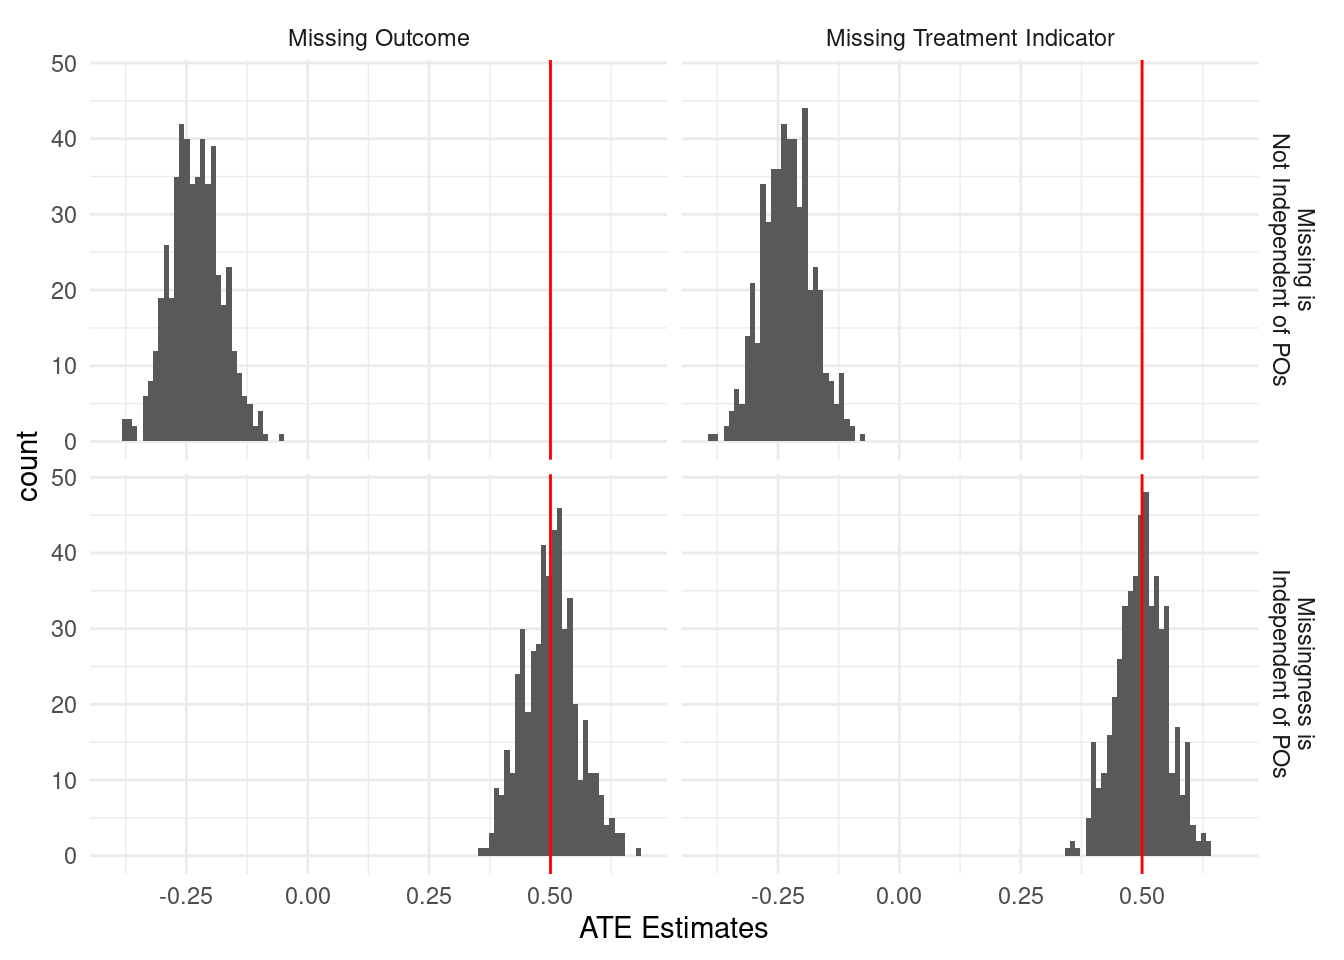 Missing Outcome
Missing Treatment Indicator
50
40
30
20
10
0
Missing is
Not Independent of POs
count
50
40
30
20
10
0
Missingness is
Independent of POs
-0.25 0.00 0.25 0.50
-0.25 0.00 0.25 0.50
ATE Estimates